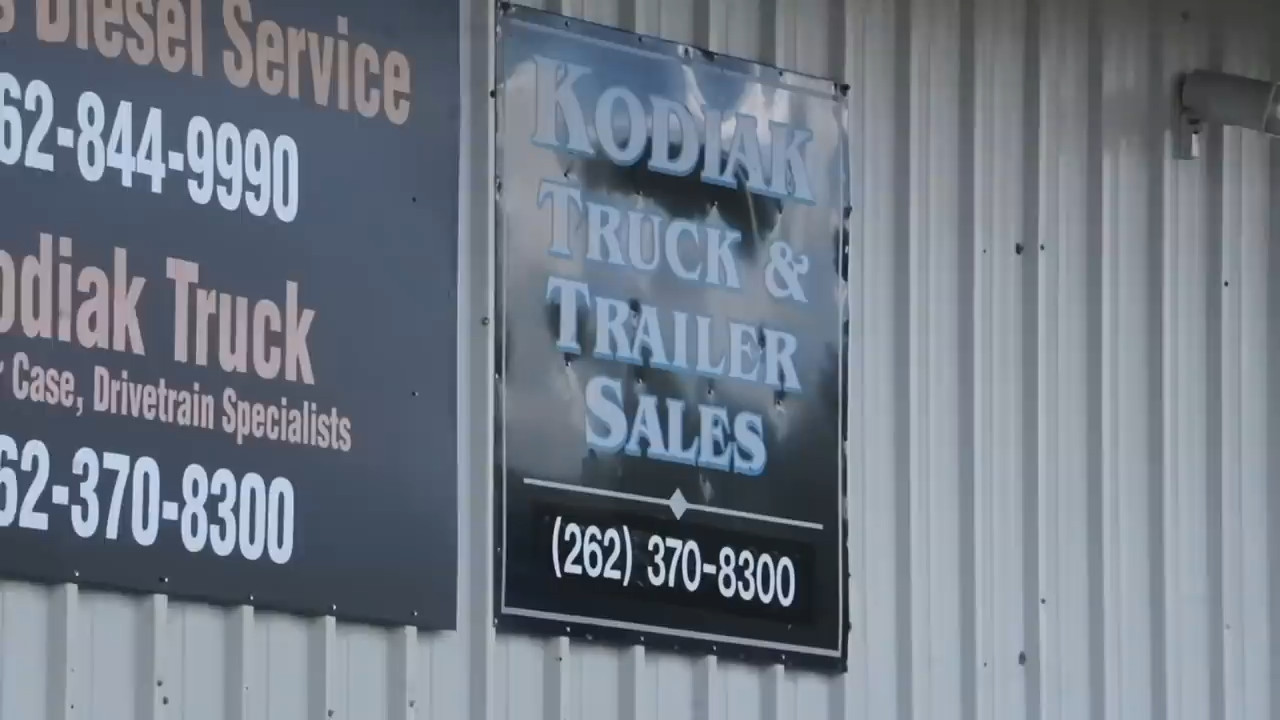 Diesel Service
62-844-9990
odiak Truck
Case, Drivetrain Specialists
62-370-8300
KODIAK
TRUCK &
TRAILER
SALES
(262) 370-8300